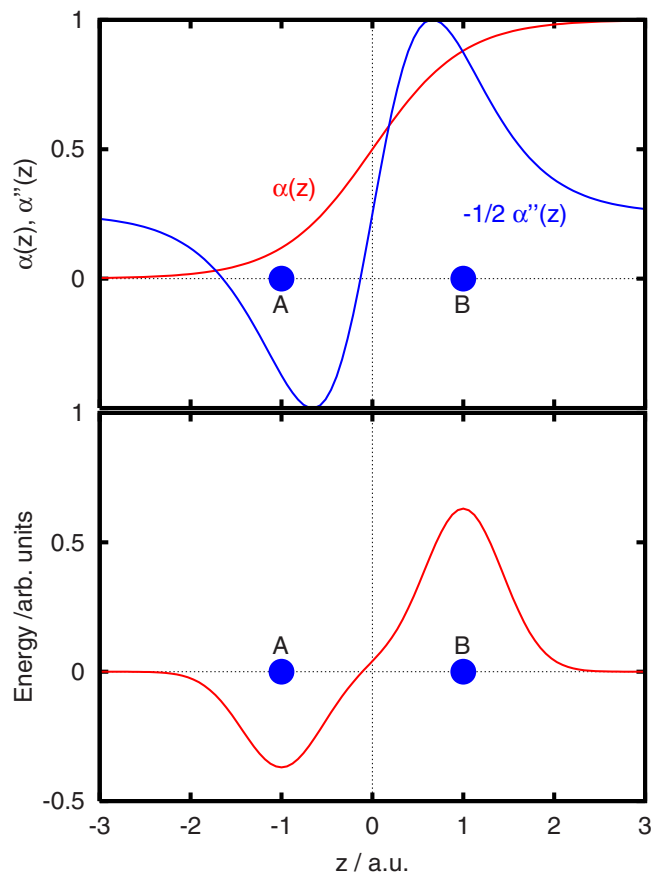 1
0.5
0
α(z), α''(z)
α(z)
-1/2 α''(z)
A
B
1
0.5
0
-0.5
Energy /arb. units
A
B
-3
-2
-1
0
1
2
3
z / a.u.